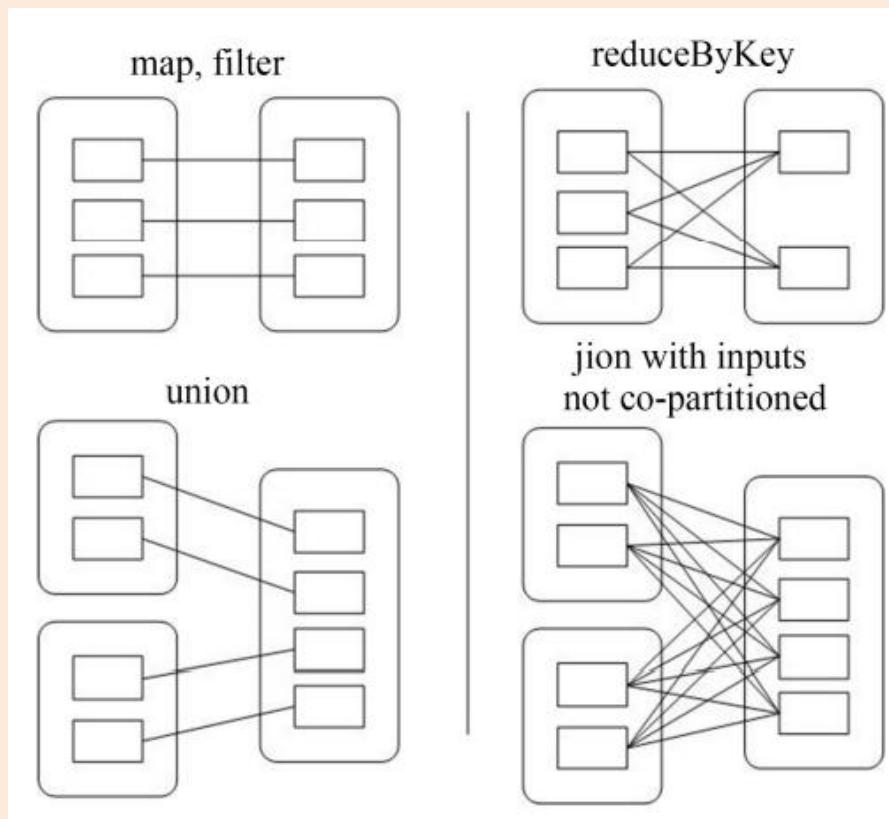 map, filter
reduceByKey
union
jion with inputs
not co-partitioned